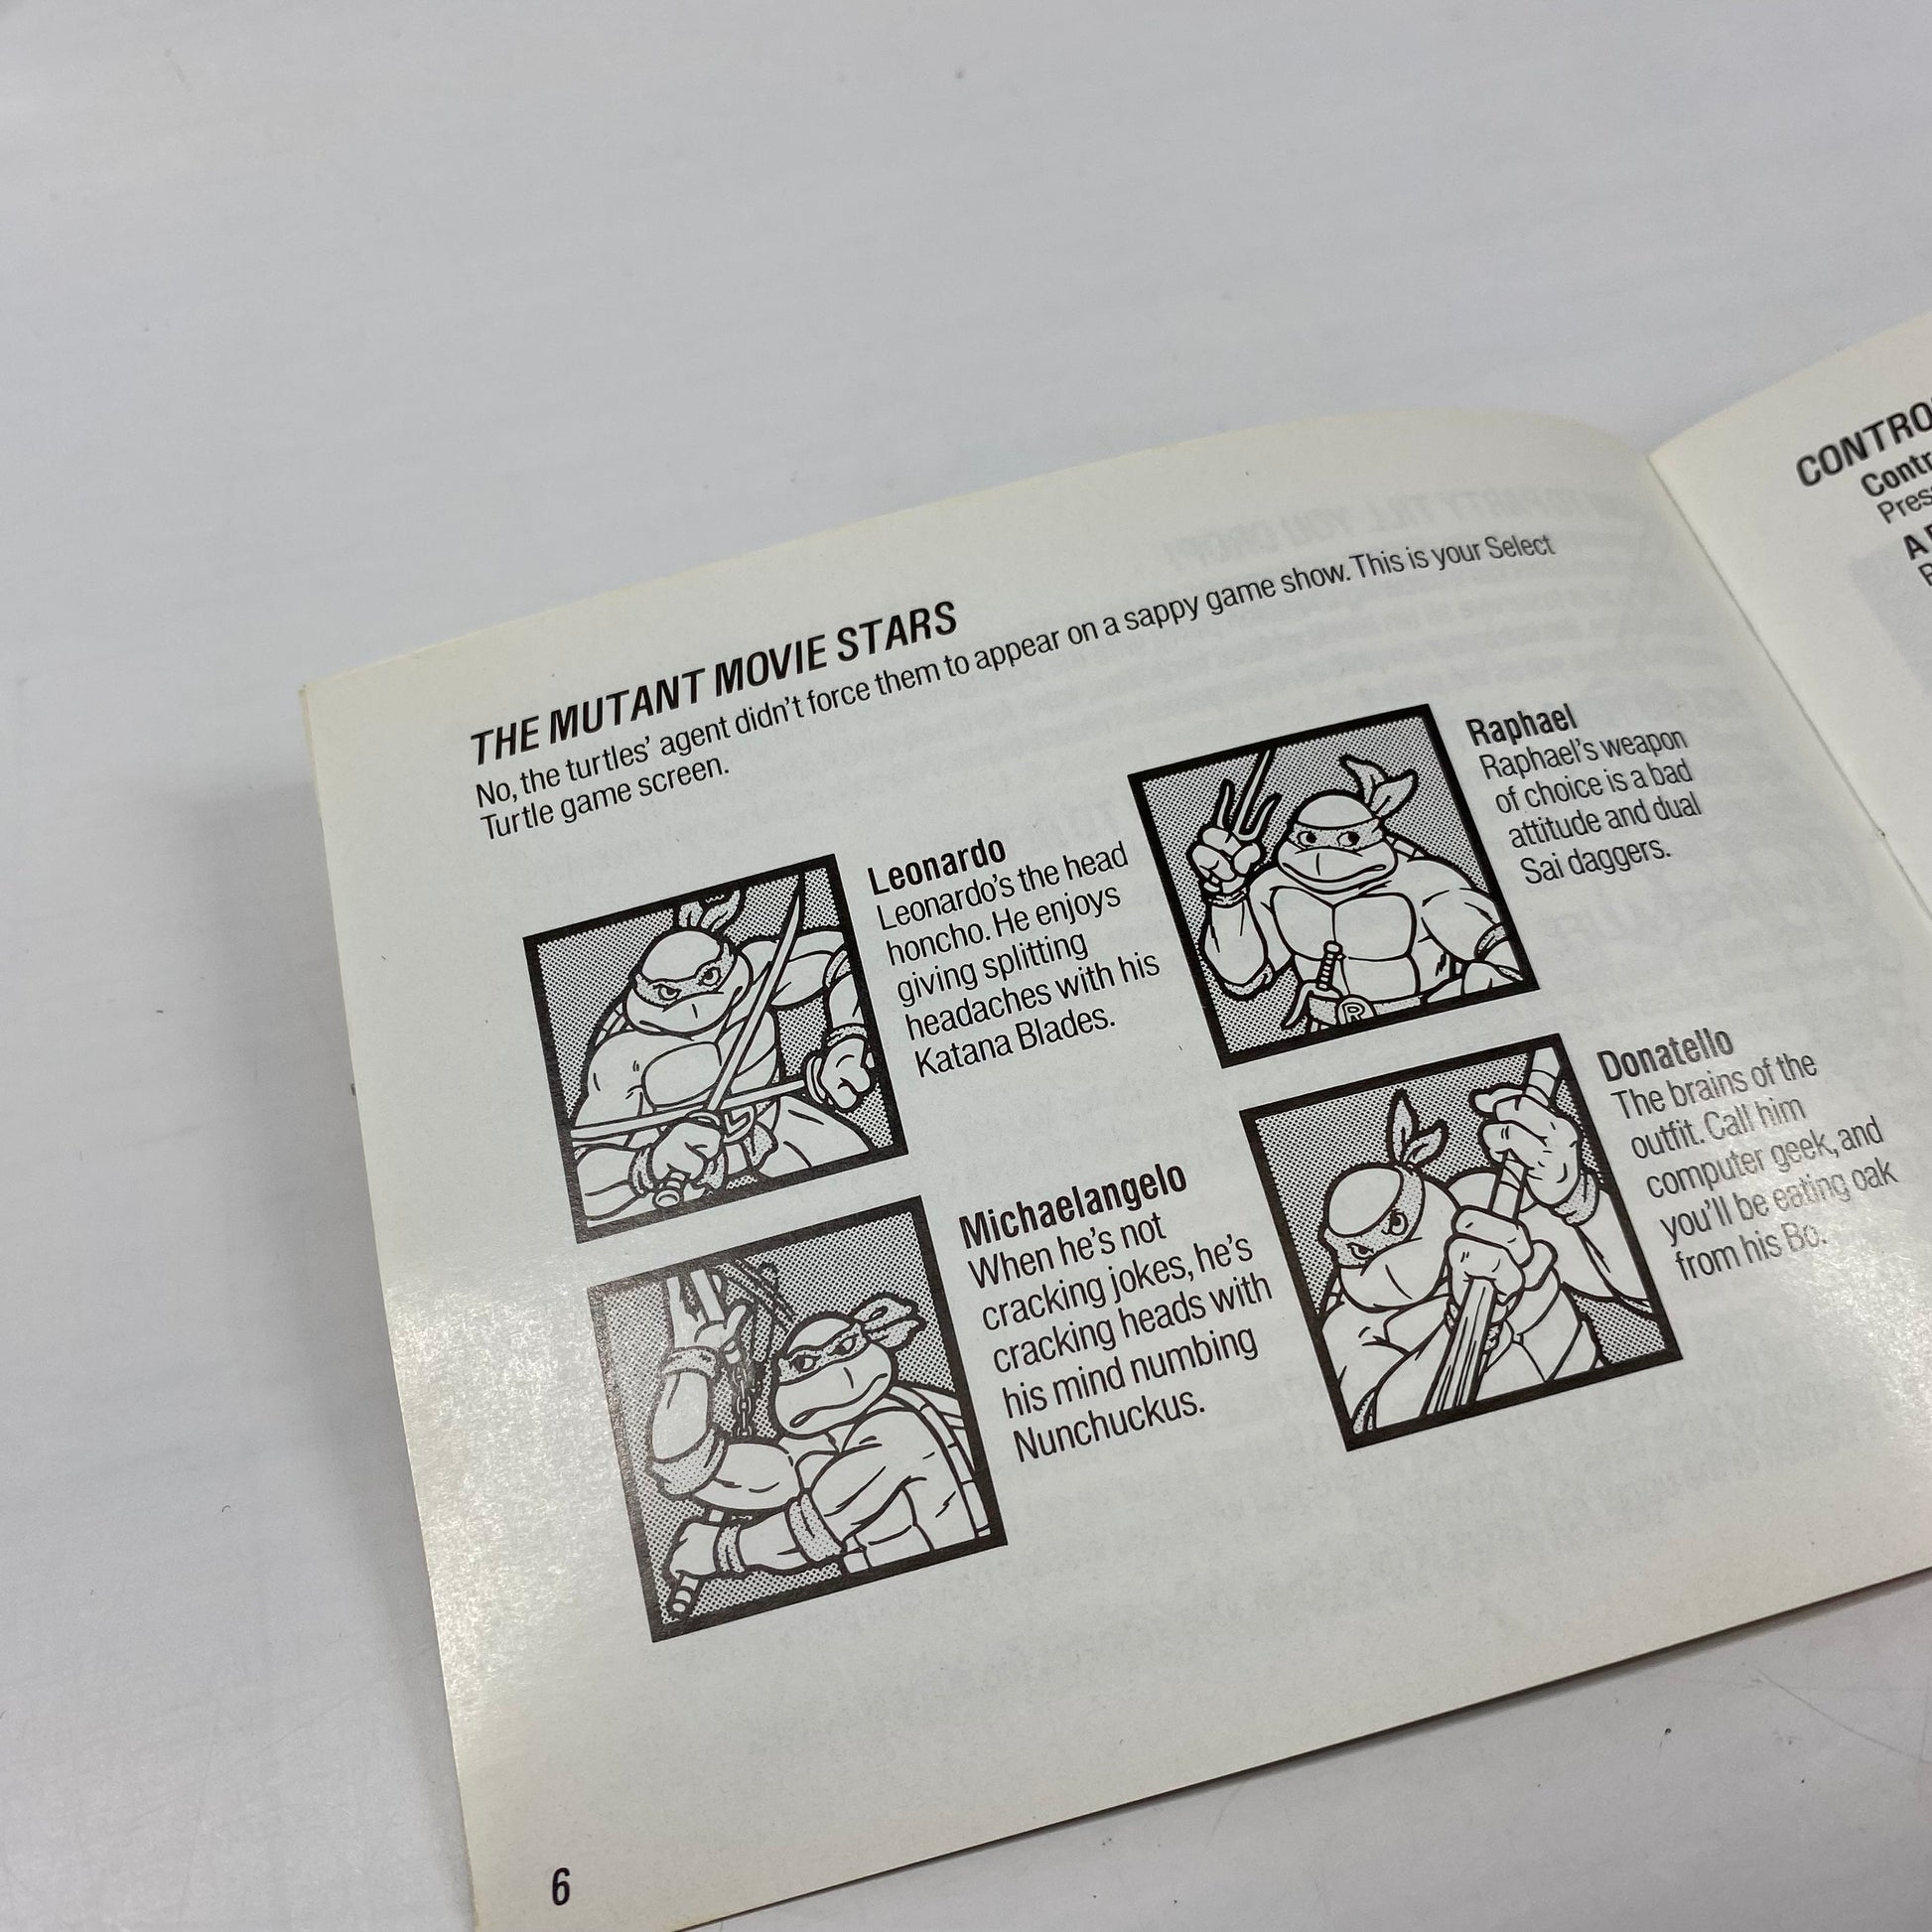 THE MUTANT MOVIE STARS
No, the turtles' agent didn't force them to appear on a sappy game show. This is your Select
Turtle game screen.
Leonardo
Leonardo's the head
honcho. He enjoys
giving splitting
headaches with his
Katana Blades.
Raphael
Raphael's weapon
of choice is a bad
attitude and dual
Sai daggers.
R
Michaelangelo
When he's not
cracking jokes, he's
cracking heads with
his mind numbing
Nunchuckus.
Donatello
The brains of the
outfit. Call him
computer geek, and
you'll be eating oak
from his Bo.
6
CONTRO
Contr
Pres
A